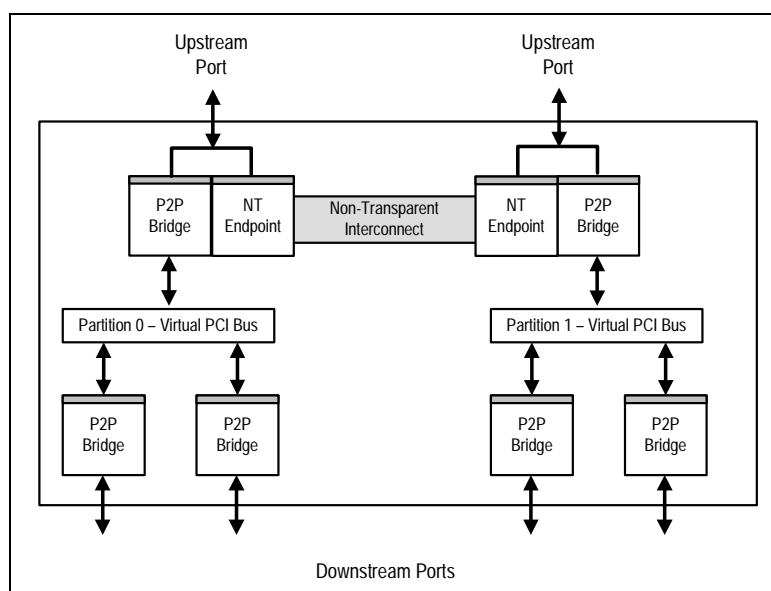 Upstream
Port
Upstream
Port
P2P
Bridge
NT
Endpoint
Non-Transparent
Interconnect
NT
Endpoint
P2P
Bridge
Partition 0 – Virtual PCI Bus
Partition 1 – Virtual PCI Bus
P2P
Bridge
P2P
Bridge
P2P
Bridge
P2P
Bridge
Downstream Ports